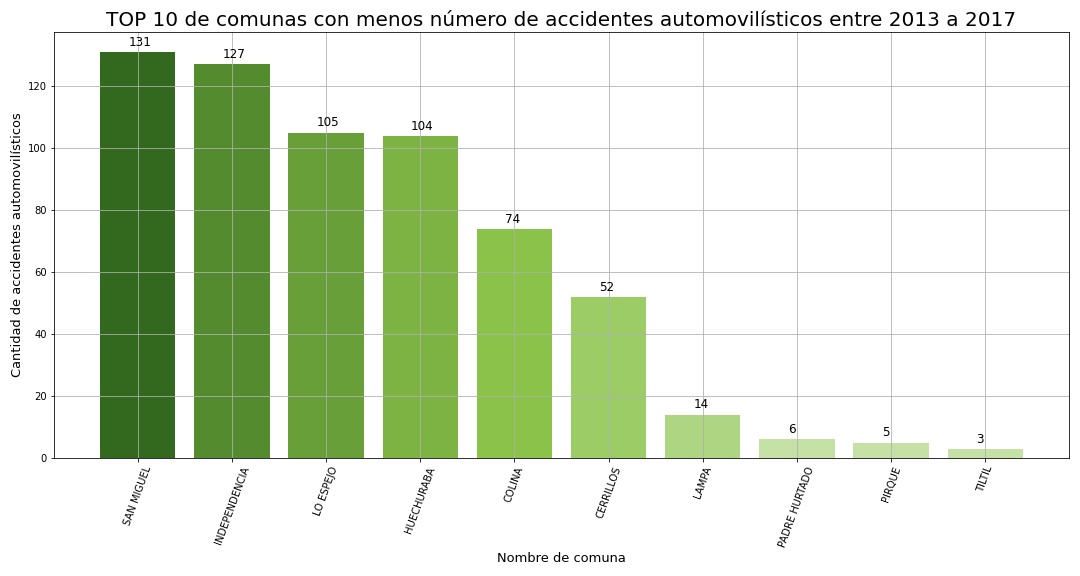 TOP 10 de comunas con menos número de accidentes automovilísticos entre 2013 a 2017
131
127
105
104
74
52
14
6
5
3
120
100
80
60
40
20
0
Cantidad de accidentes automovilísticos
SAN MIGUEL
INDEPENDENCIA
LO ESPEJO
HUECHURABA
COLINA
CERRILLOS
LAMPA
PADRE HURTADO
PIRQUE
TILTIL
Nombre de comuna